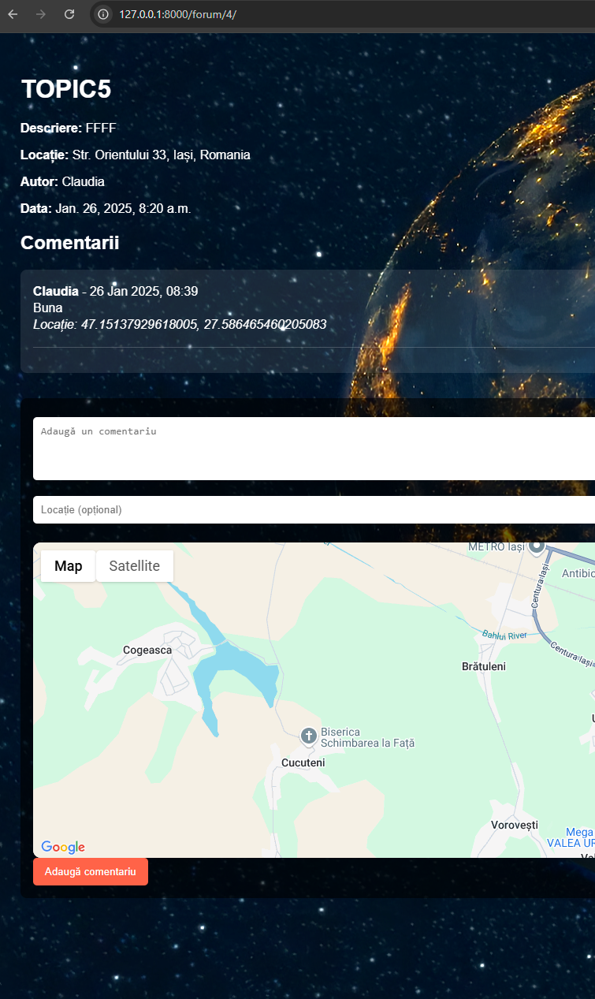 127.0.0.1:8000/forum/4/
TOPIC5
Descriere: FFFF
Locație: Str. Orientului 33, Iași, Romania
Autor: Claudia
Data: Jan. 26, 2025, 8:20 a.m.
Comentarii
Claudia - 26 Jan 2025, 08:39
Buna
Locație: 47.15137929618005, 27.586465460205083
Adaugă un comentariu
Locație (opțional)
METRO Iași
Map
Satellite
Antibio
Centura Iași
Bahlui River
Centura Iași
Cogeasca
Brătuleni
Biserica
Schimbarea la Față
Cucuteni
Vorovești
Mega
VALEA UR
Google
Adaugă comentariu